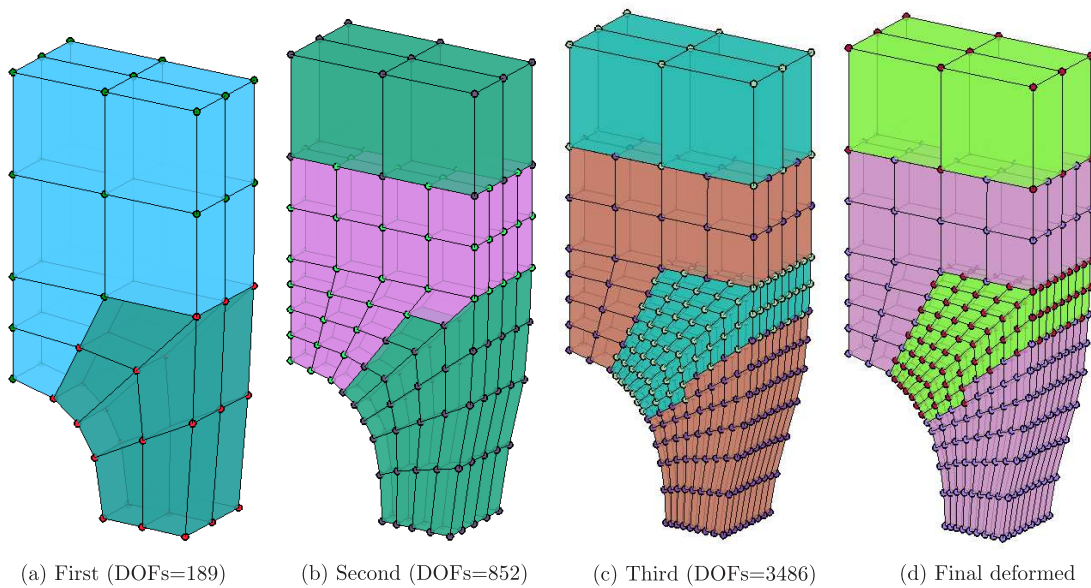 (a) First (DOFs=189)
(b) Second (DOFs=852)
(c) Third (DOFs=3486)
(d) Final deformed